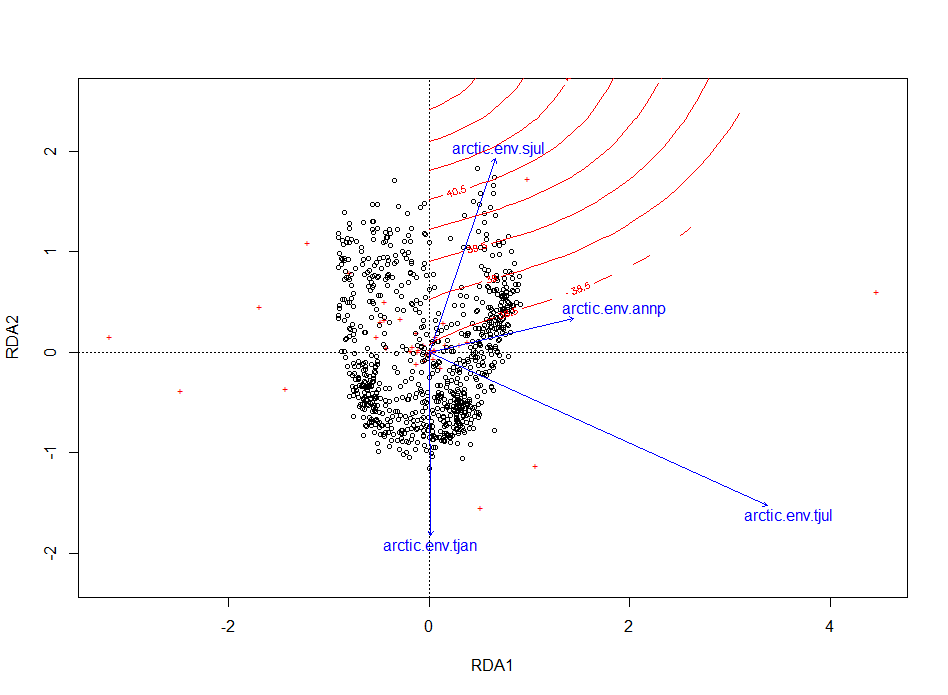 2
1
0
-1
-2
RDA2
arctic.env.sjul
40.5
38.5
arctic.env.annp
arctic.env.tjul
arctic.env.tjan
-2
0
2
4
RDA1